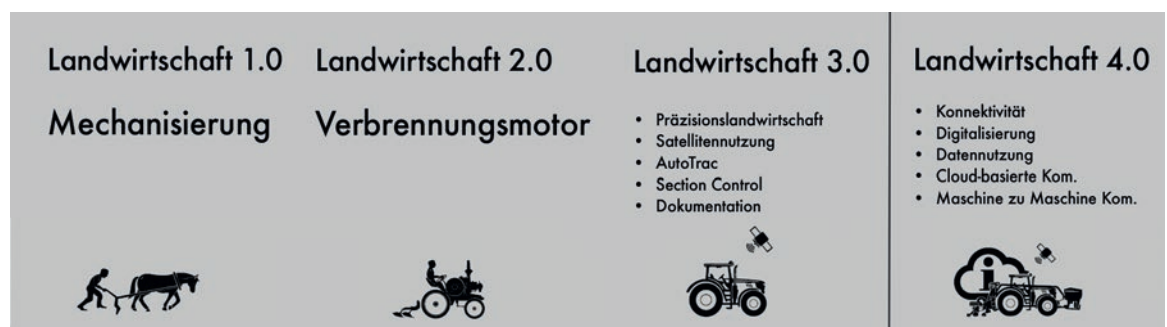 Landwirtschaft 1.0
Mechanisierung
Landwirtschaft 2.0
Verbrennungsmotor
Landwirtschaft 3.0
• Präzisionslandwirtschaft
• Satellitennutzung
• AutoTrac
• Section Control
• Dokumentation
Landwirtschaft 4.0
• Konnektivität
• Digitalisierung
• Datennutzung
• Cloud-basierte Kom.
• Maschine zu Maschine Kom.
i